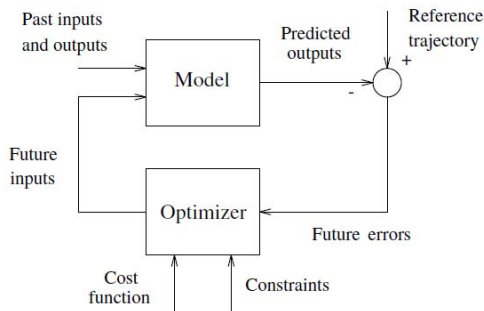 Past inputs
and outputs
Predicted
outputs
Reference
trajectory
+
Model
-
Future
inputs
Optimizer
Future errors
Cost
function
Constraints